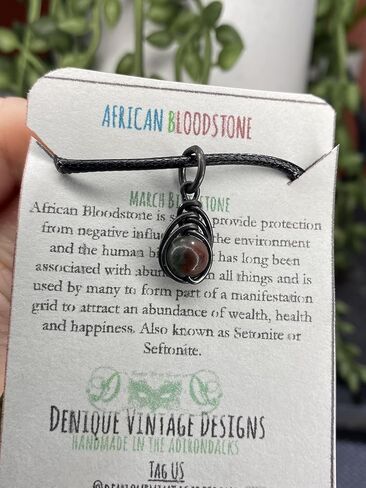 AFRICAN BLOODSTONE
MARCH STONE
African Bloodstone is provide protection
from negative the environment
and the human has long been
associated with all things and is
used by many to form part of a manifestation
grid to attract an abundance of wealth, health
and happiness. Also known as Setonite or
Seftonite.
DENIQUE VINTAGE DESIGNS
HANDMADE IN THE ADIRONDACKS
TAG US